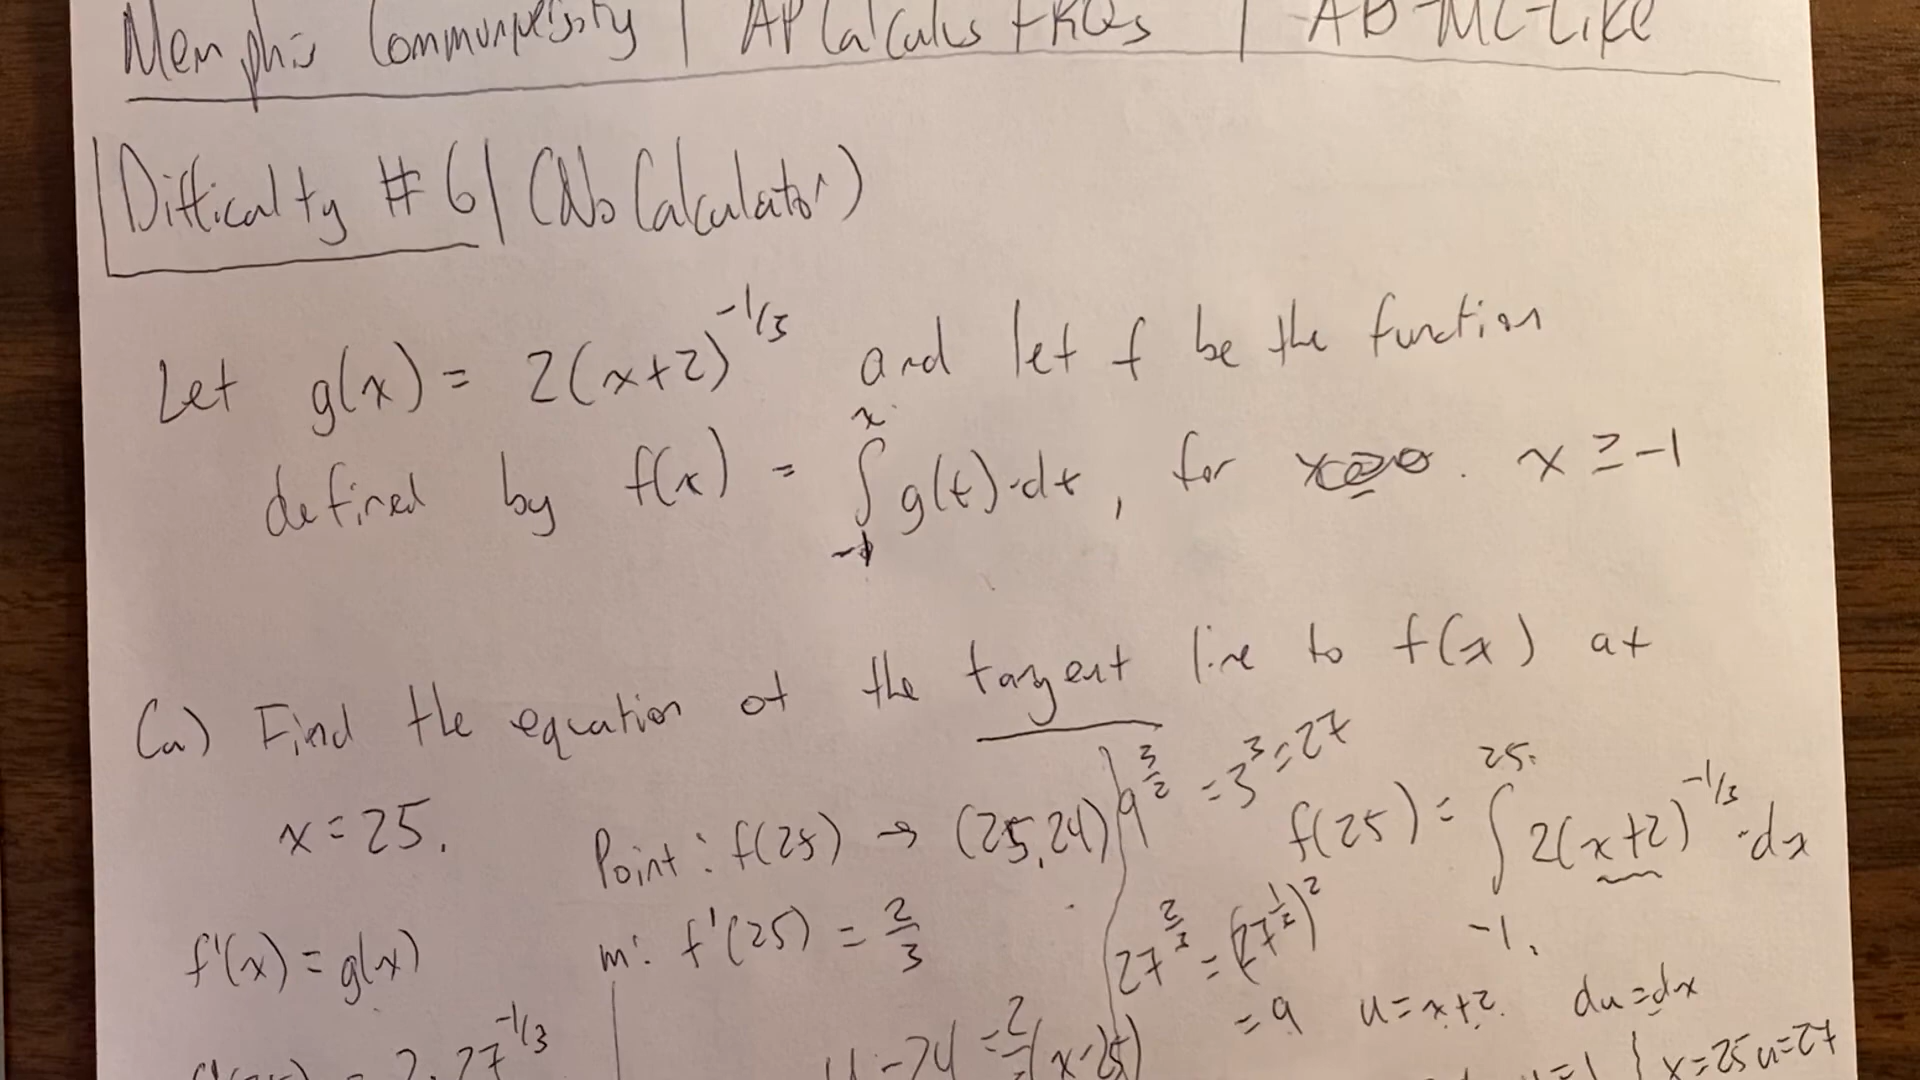 Memphis Community | AP Calculus FRQs | AB MC-Like
Difficulty #6 (No Calculator)
Let g(x) = 2(x+2)^-1/3 and let f be the function
defined by f(x) = ∫_-1^x g(t)·dt, for x ≥ -1
(a) Find the equation of the tangent line to f(x) at
x=25.
Point: f(25) → (25,24)
m: f'(25) = 2/3
f'(x) = g(x)
= 2·27^-1/3
y-24 = 2/3(x-25)
9^3/2 = 3^3 = 27
= 9
f(25) = ∫_-1^25 2(x+2)^-1/3·dx
u=x+2 du=dx
x=25 u=27